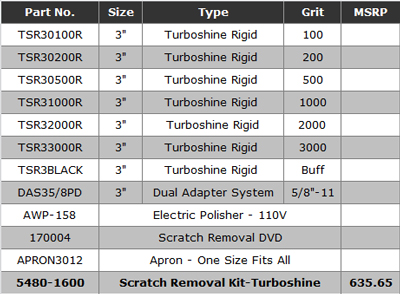 Part No. Size Type Grit MSRP
TSR30100R 3" Turboshine Rigid 100
TSR30200R 3" Turboshine Rigid 200
TSR30500R 3" Turboshine Rigid 500
TSR31000R 3" Turboshine Rigid 1000
TSR32000R 3" Turboshine Rigid 2000
TSR33000R 3" Turboshine Rigid 3000
TSR3BLACK 3" Turboshine Rigid Buff
DAS35/8PD 3" Dual Adapter System 5/8"-11
AWP-158 Electric Polisher - 110V
170004 Scratch Removal DVD
APRON3012 Apron - One Size Fits All
5480-1600 Scratch Removal Kit-Turboshine 635.65